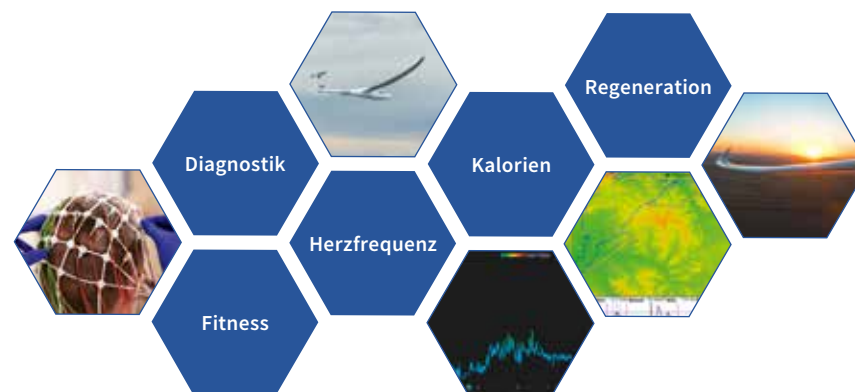 Regeneration
Diagnostik
Kalorien
Herzfrequenz
Fitness